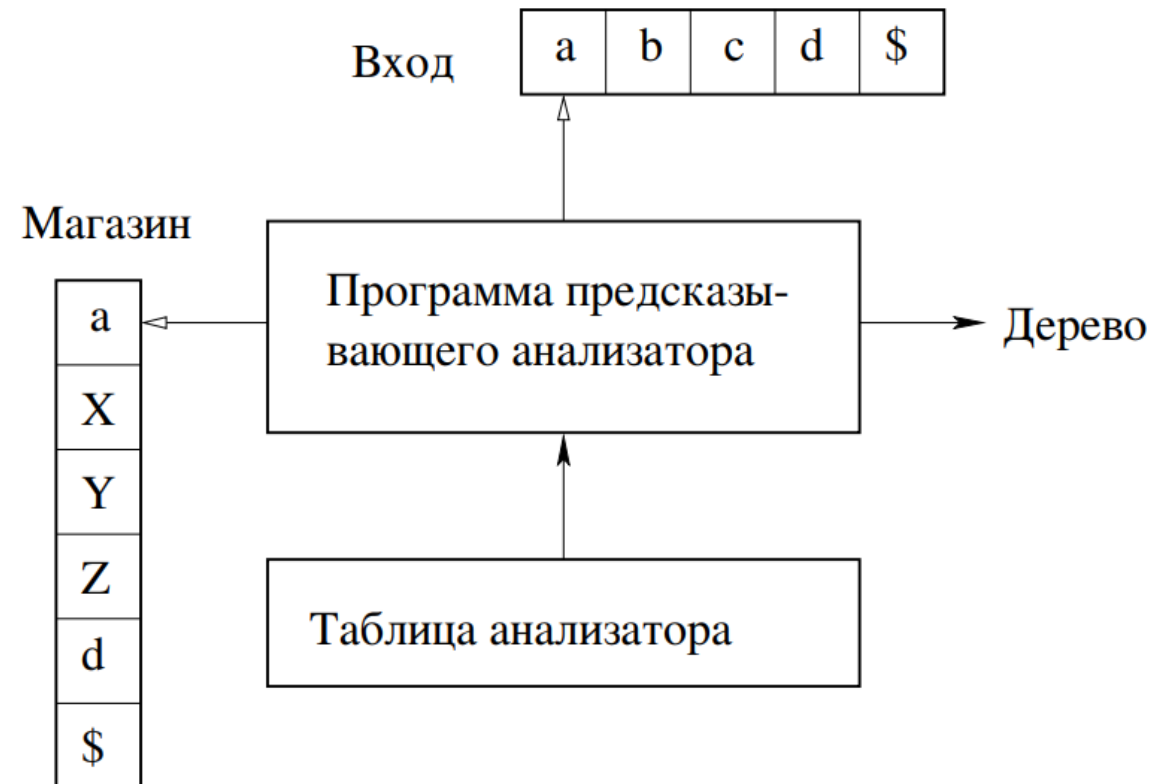 Вход
a b c d $
Магазин
a
X
Y
Z
d
$
Программа предсказы-
вающего анализатора
Дерево
Таблица анализатора